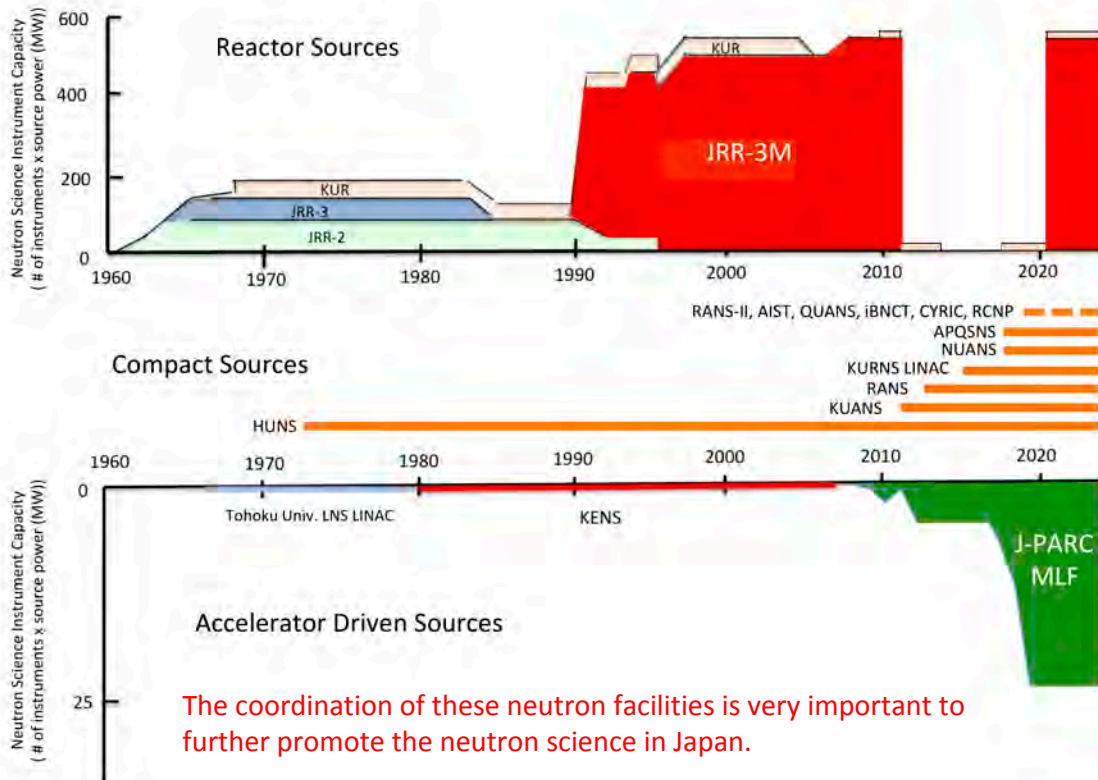 Neutron Science Instrument Capacity
( # of instruments x source power (MW))
600
400
200
0
Reactor Sources
KUR
JRR-3M
KUR
JRR-3
JRR-2
1960
1970
1980
1990
2000
2010
2020
Compact Sources
RANS-II, AIST, QUANS, iBNCT, CYRIC, RCNP
APQSNS
NUANS
KURNS LINAC
RANS
KUANS
HUNS
1960
1970
1980
1990
2000
2010
2020
Neutron Science Instrument Capacity
( # of instruments x source power (MW))
0
25
Tohoku Univ. LNS LINAC
KENS
J-PARC
MLF
Accelerator Driven Sources
The coordination of these neutron facilities is very important to
further promote the neutron science in Japan.